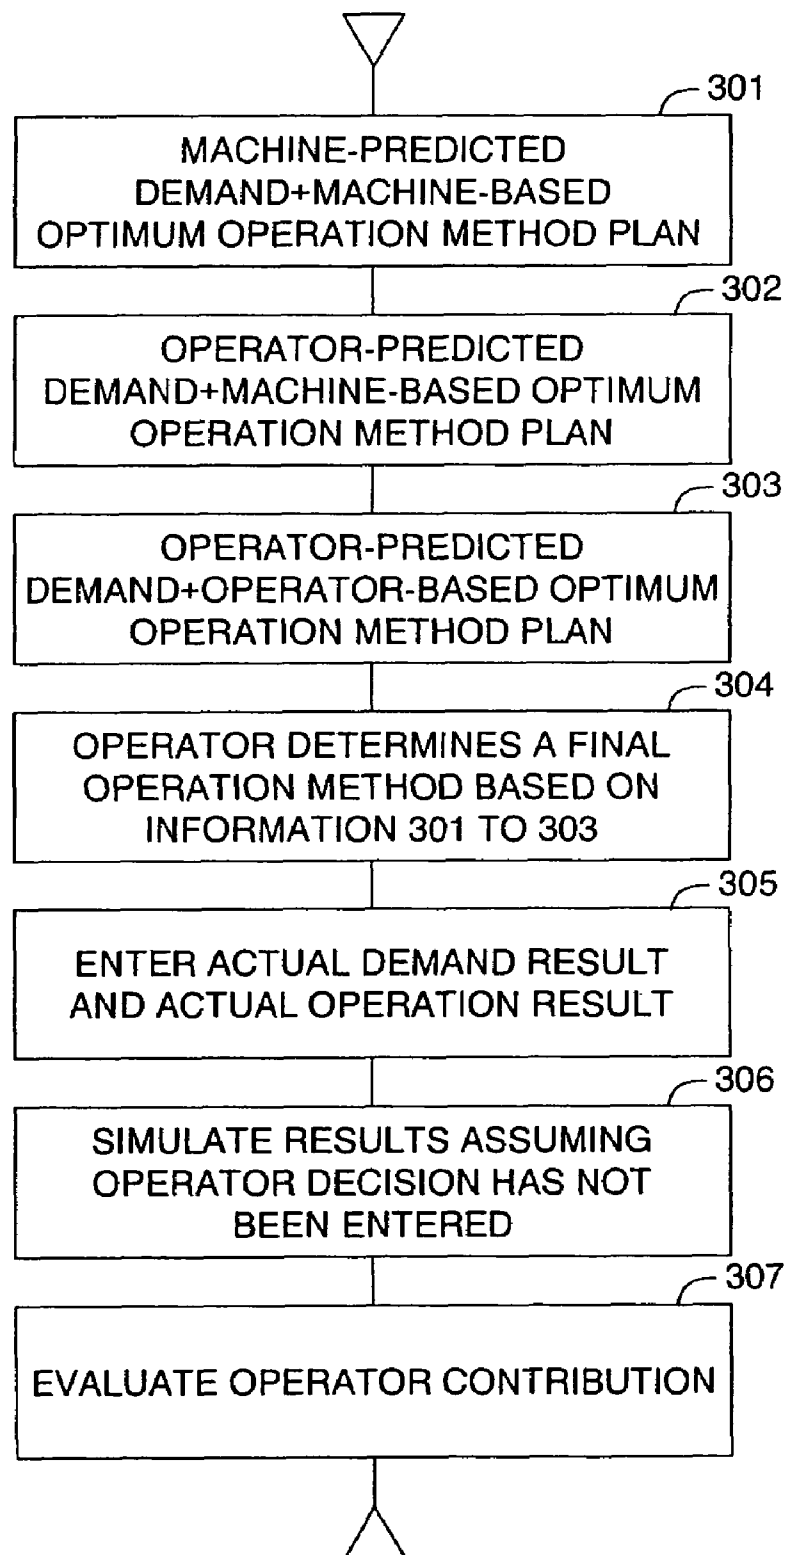 301
MACHINE-PREDICTED
DEMAND+MACHINE-BASED
OPTIMUM OPERATION METHOD PLAN
302
OPERATOR-PREDICTED
DEMAND+MACHINE-BASED OPTIMUM
OPERATION METHOD PLAN
303
OPERATOR-PREDICTED
DEMAND+OPERATOR-BASED OPTIMUM
OPERATION METHOD PLAN
304
OPERATOR DETERMINES A FINAL
OPERATION METHOD BASED ON
INFORMATION 301 TO 303
305
ENTER ACTUAL DEMAND RESULT
AND ACTUAL OPERATION RESULT
306
SIMULATE RESULTS ASSUMING
OPERATOR DECISION HAS NOT
BEEN ENTERED
307
EVALUATE OPERATOR CONTRIBUTION